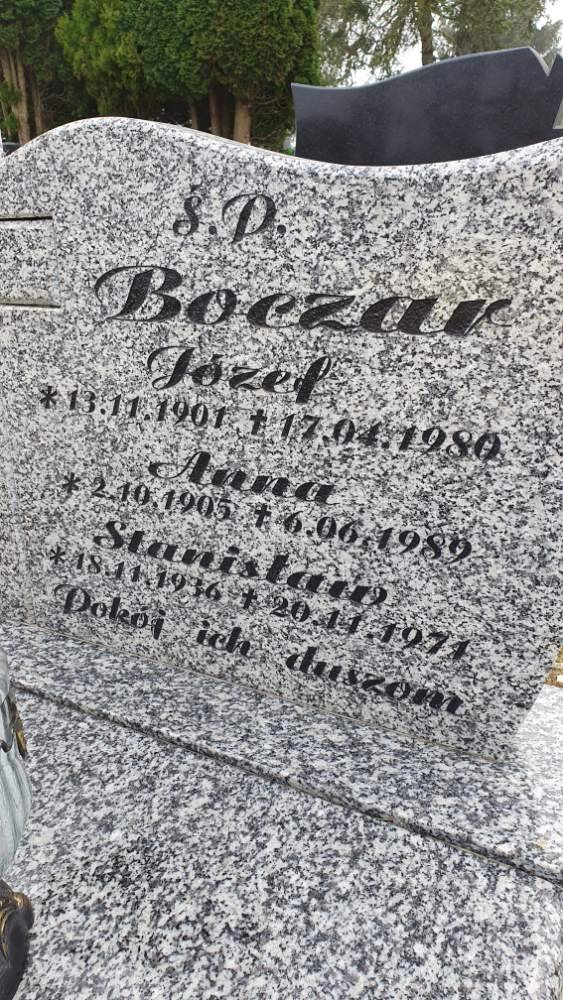 Ś.P.
Boczar
Józef
*13.11.1901 †17.04.1980
Anna
*2.10.1905 †6.06.1989
Stanisław
*18.11.1936 †20.11.1971
Pokój ich duszom